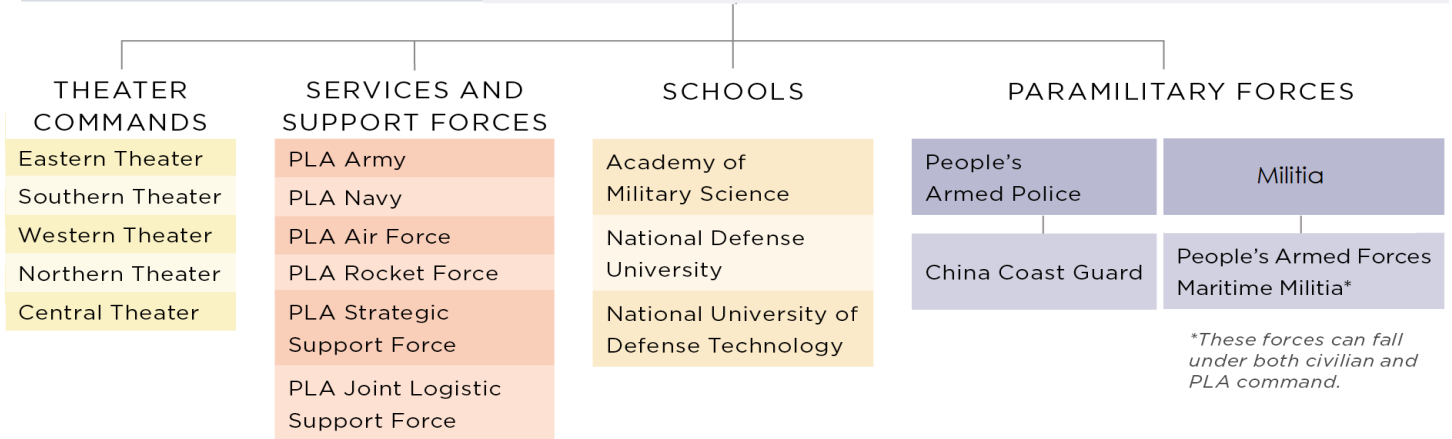 THEATER
COMMANDS
Eastern Theater
Southern Theater
Western Theater
Northern Theater
Central Theater
SERVICES AND
SUPPORT FORCES
PLA Army
PLA Navy
PLA Air Force
PLA Rocket Force
PLA Strategic
Support Force
PLA Joint Logistic
Support Force
SCHOOLS
Academy of
Military Science
National Defense
University
National University of
Defense Technology
PARAMILITARY FORCES
People’s
Armed Police
China Coast Guard
Militia
People’s Armed Forces
Maritime Militia*
*These forces can fall
under both civilian and
PLA command.